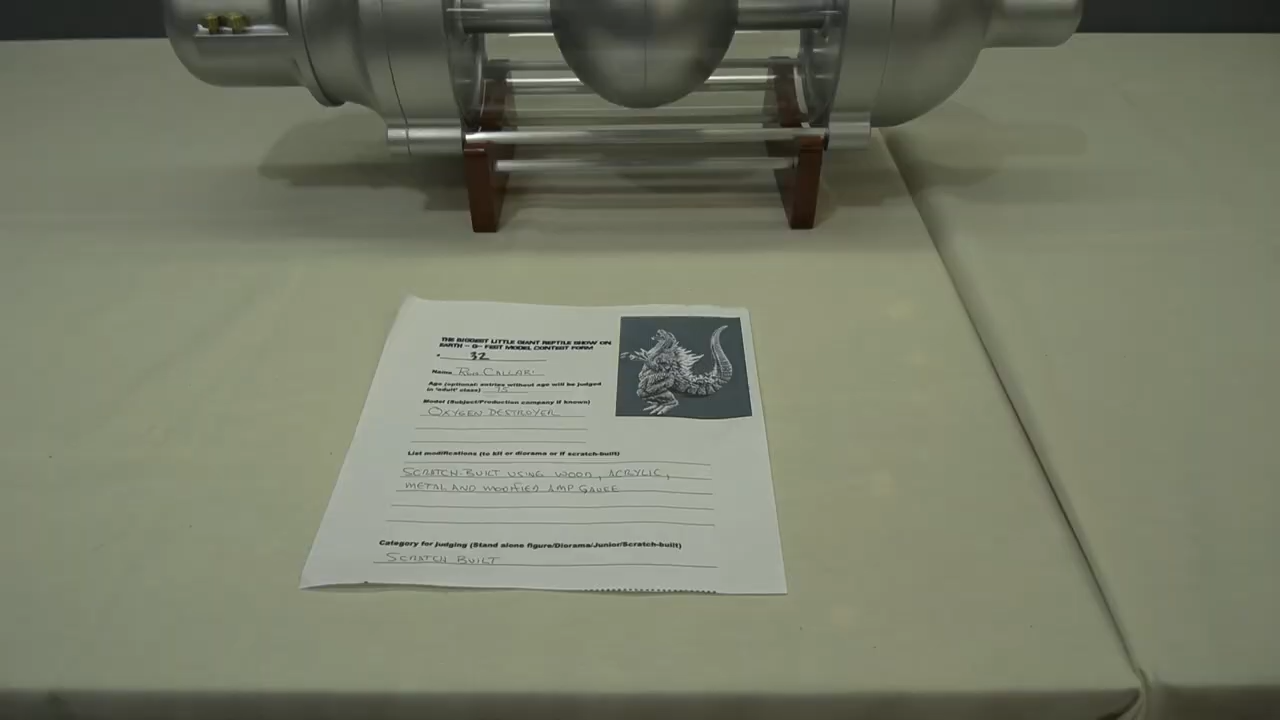 THE BIGGEST LITTLE GIANT REPTILE SHOW ON
EARTH - G- FEST MODEL CONTEST FORM
32
Name Ron Callari
Age (optional: entries without age will be judged
in 'adult' class)
Model (Subject/Production company if known)
OXYGEN DESTROYER
List modifications (to kit or diorama or if scratch-built)
SCRATCH-BUILT USING WOOD, ACRYLIC,
METAL AND MODIFIED AMP GAUGE
Category for judging (Stand alone figure/Diorama/Junior/Scratch-built)
SCRATCH BUILT